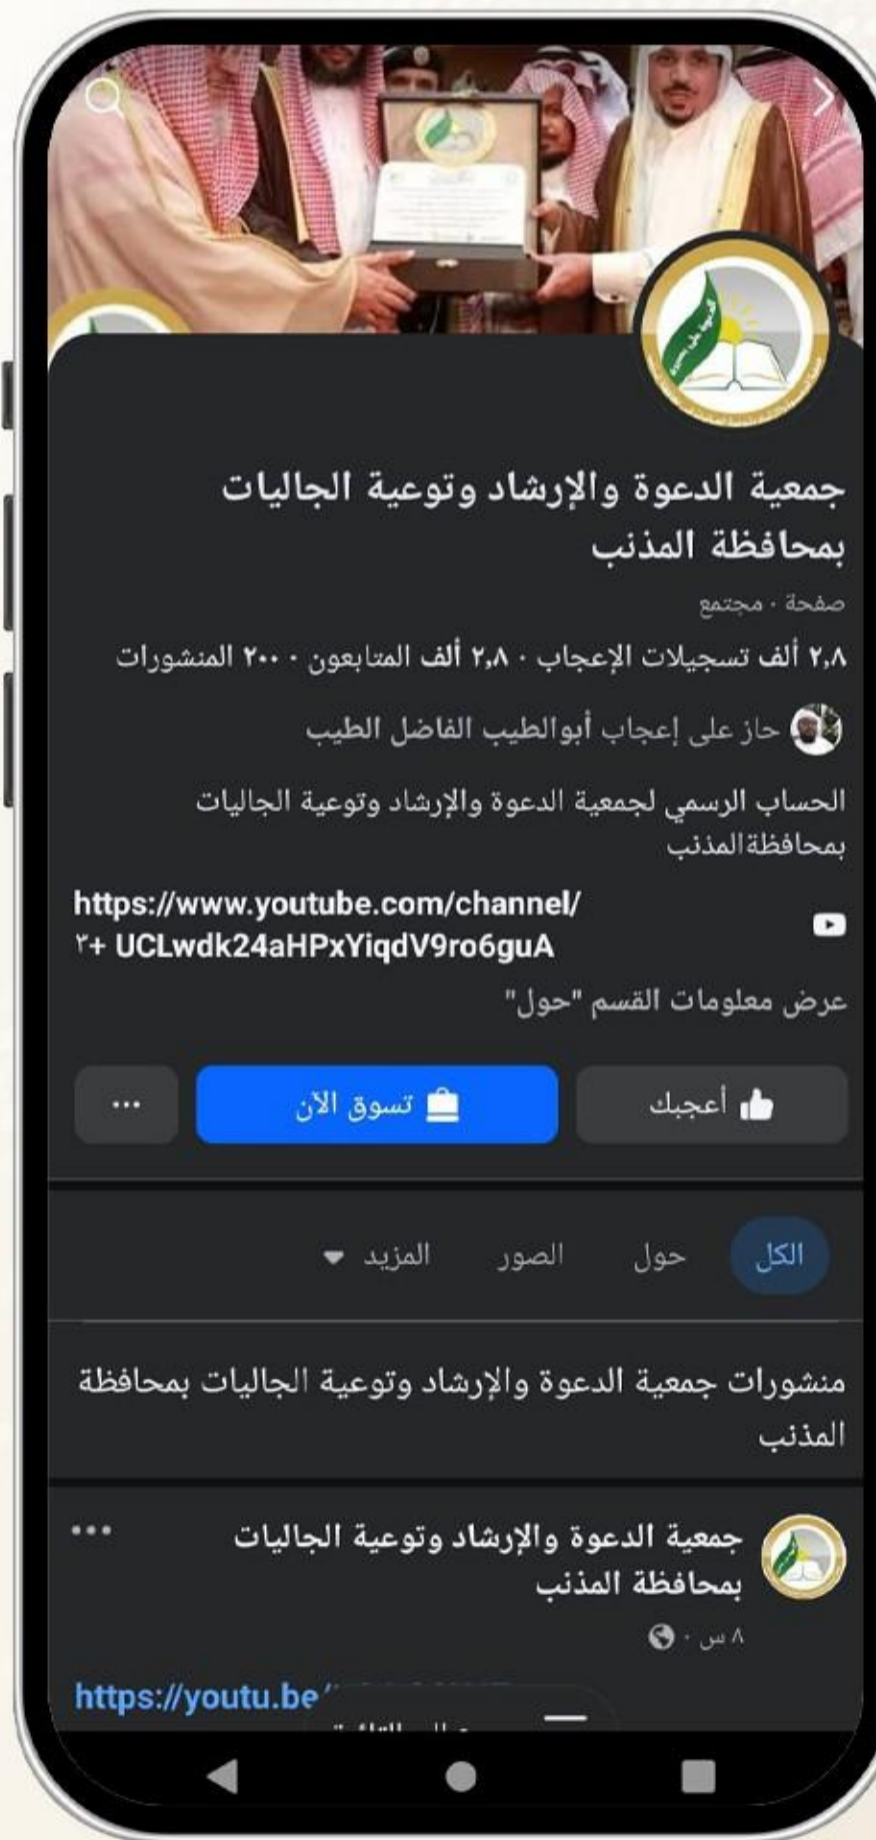 جمعية الدعوة والإرشاد وتوعية الجاليات
بمحافظة المذنب
صفحة · مجتمع
٢,٨ ألف تسجيلات الإعجاب · ٢,٨ ألف المتابعون · ٢٠٠ المنشورات
حاز على إعجاب أبوالطيب الفاضل الطيب
الحساب الرسمي لجمعية الدعوة والإرشاد وتوعية الجاليات
بمحافظةالمذنب
https://www.youtube.com/channel/
UCLwdk24aHPxYiqdV9ro6guA +٣
عرض معلومات القسم "حول"
أعجبك
تسوق الآن
الكل
حول
الصور
المزيد
منشورات جمعية الدعوة والإرشاد وتوعية الجاليات بمحافظة
المذنب
جمعية الدعوة والإرشاد وتوعية الجاليات
بمحافظة المذنب
٨ س ·
https://youtu.be/